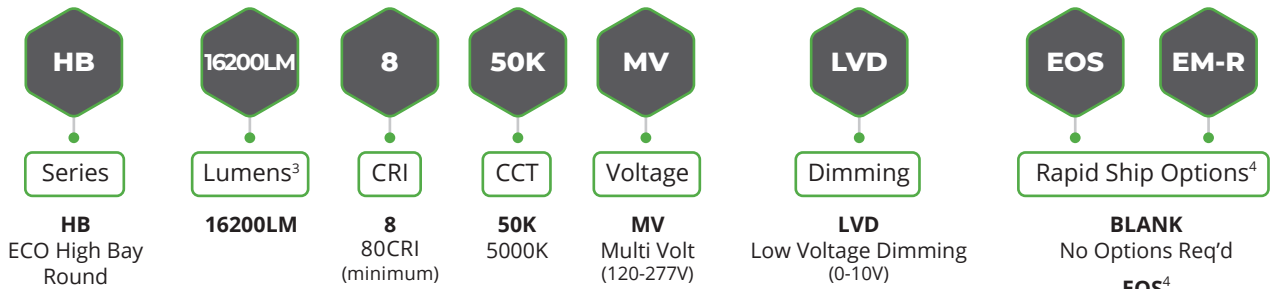 HB 16200LM 8 50K MV LVD EOS EM-R
Series Lumens³ CRI CCT Voltage Dimming Rapid Ship Options⁴
HB 16200LM 8 50K MV LVD BLANK
ECO High Bay 80CRI 5000K Multi Volt Low Voltage Dimming No Options Req’d
Round (minimum) (120-277V) (0-10V)
EOS⁴